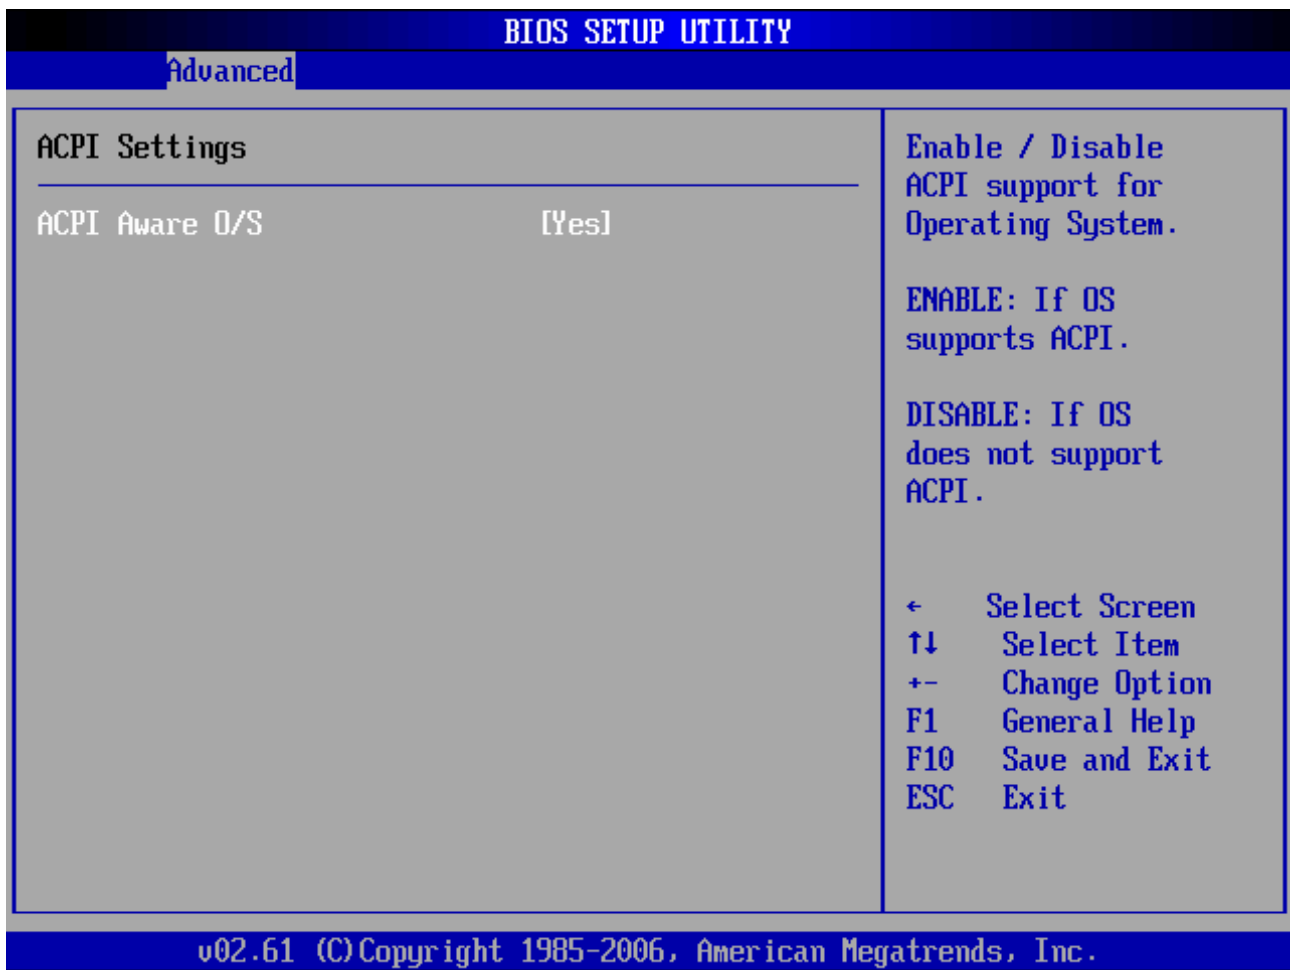 BIOS SETUP UTILITY
Advanced
ACPI Settings
ACPI Aware O/S [Yes]
Enable / Disable
ACPI support for
Operating System.
ENABLE: If OS
supports ACPI.
DISABLE: If OS
does not support
ACPI.
← Select Screen
↑↓ Select Item
+- Change Option
F1 General Help
F10 Save and Exit
ESC Exit
v02.61 (C)Copyright 1985-2006, American Megatrends, Inc.